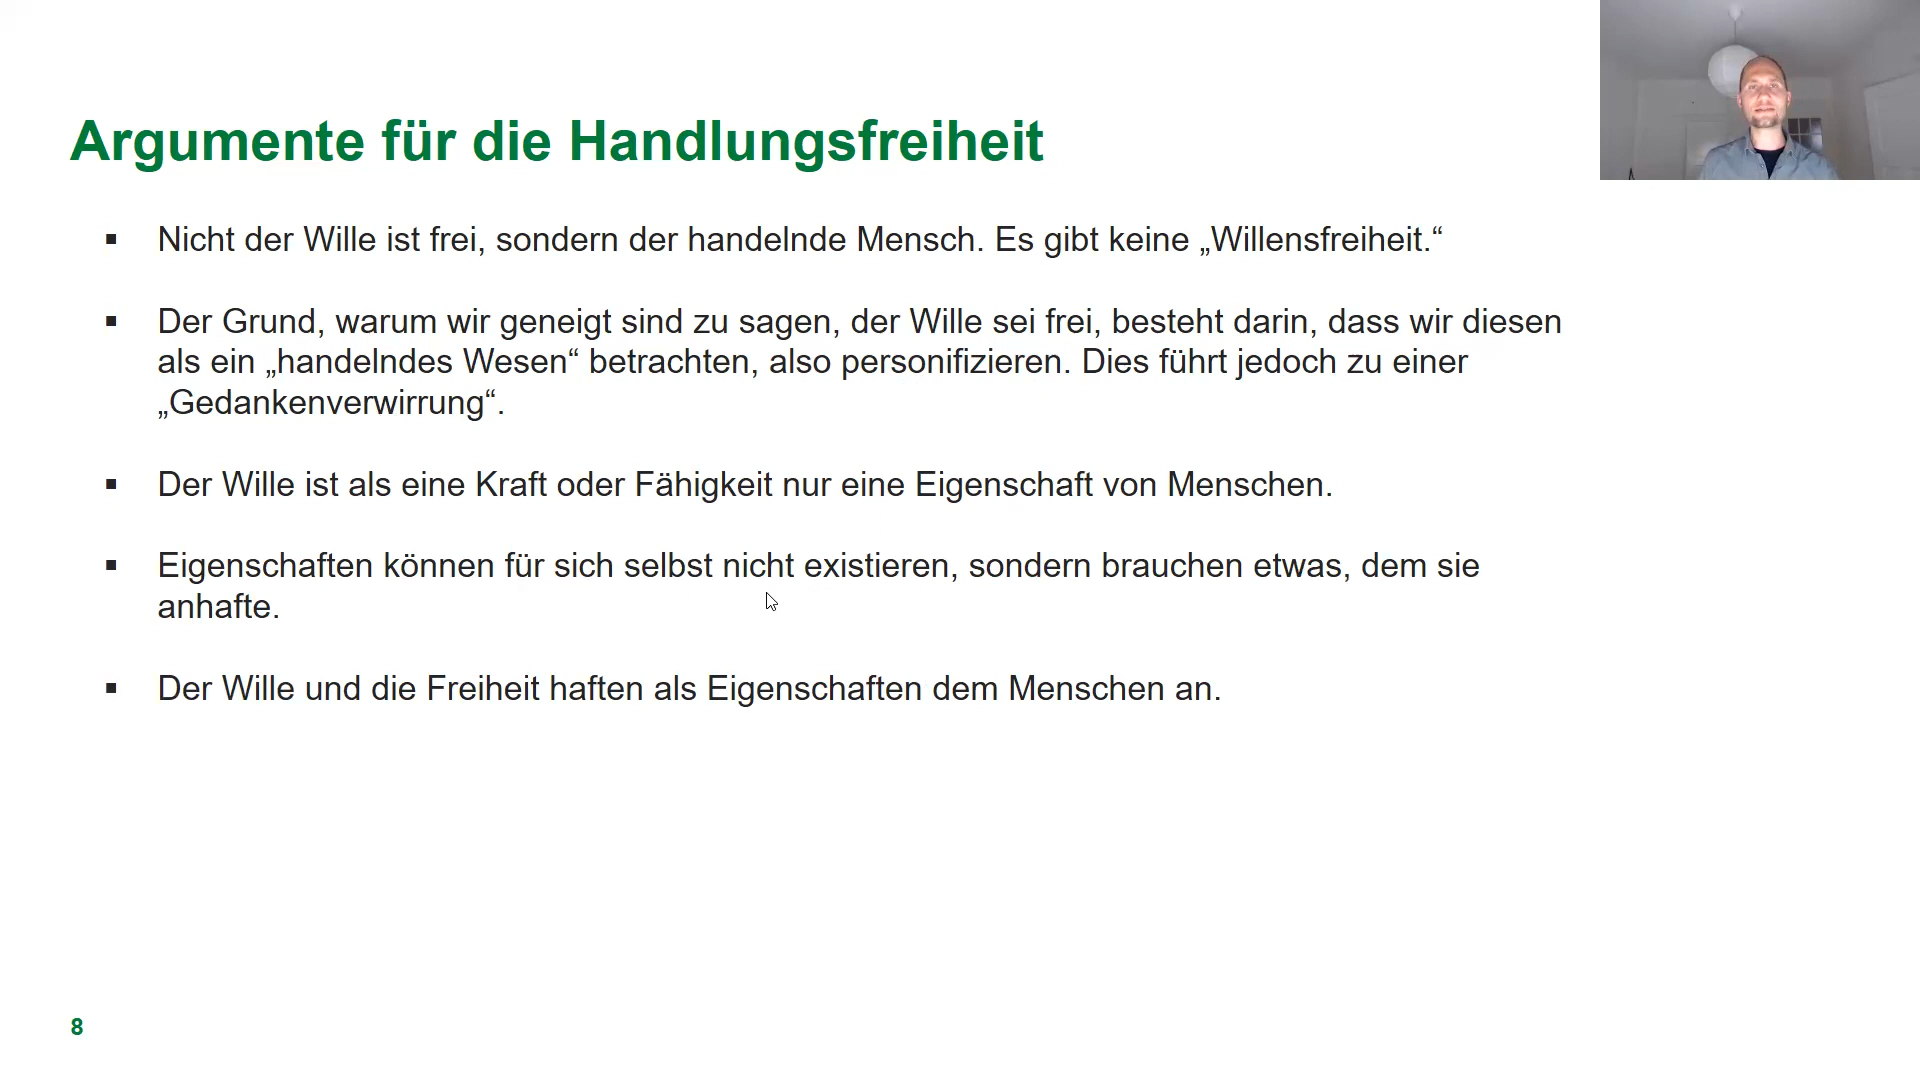 Argumente für die Handlungsfreiheit
▪ Nicht der Wille ist frei, sondern der handelnde Mensch. Es gibt keine „Willensfreiheit.“
▪ Der Grund, warum wir geneigt sind zu sagen, der Wille sei frei, besteht darin, dass wir diesen
als ein „handelndes Wesen“ betrachten, also personifizieren. Dies führt jedoch zu einer
„Gedankenverwirrung“.
▪ Der Wille ist als eine Kraft oder Fähigkeit nur eine Eigenschaft von Menschen.
▪ Eigenschaften können für sich selbst nicht existieren, sondern brauchen etwas, dem sie
anhafte.
▪ Der Wille und die Freiheit haften als Eigenschaften dem Menschen an.
8